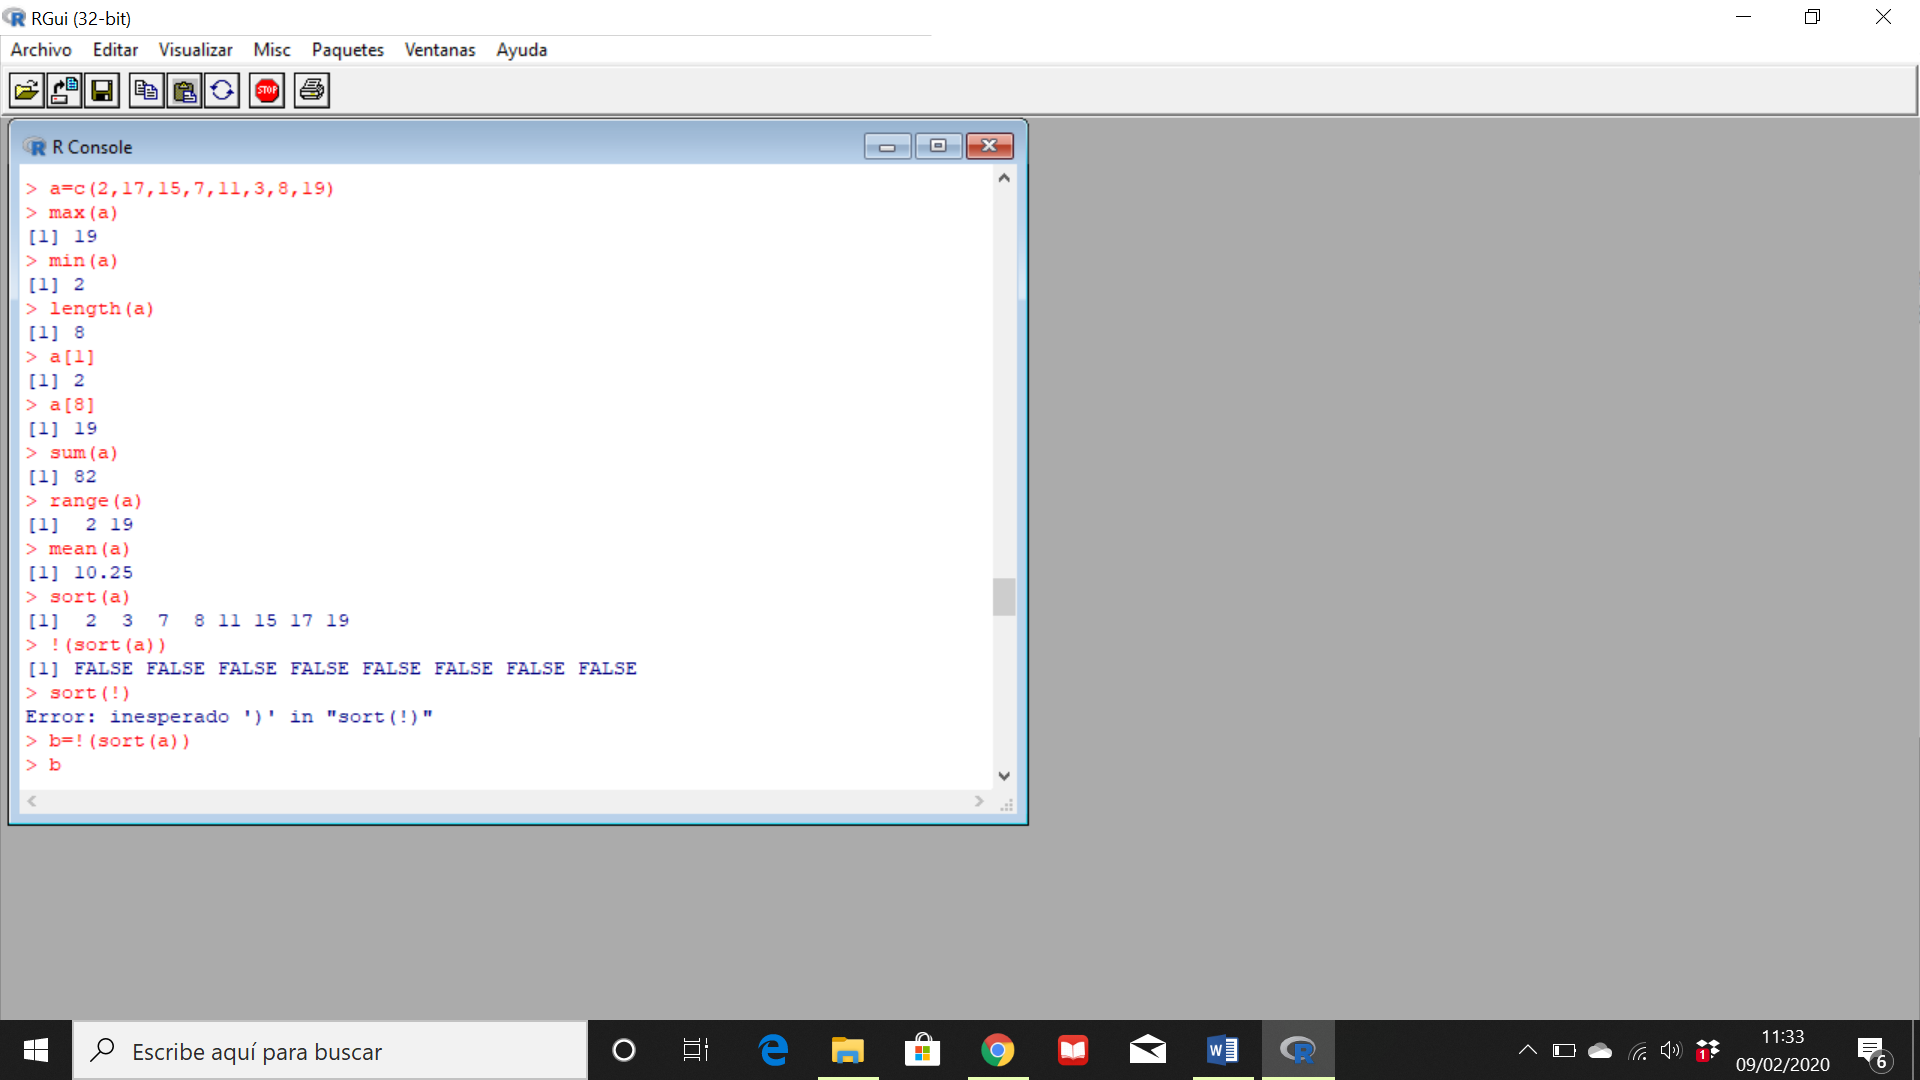 RGui (32-bit)
Archivo Editar Visualizar Misc Paquetes Ventanas Ayuda
STOP
R Console
> a=c(2,17,15,7,11,3,8,19)
> max(a)
[1] 19
> min(a)
[1] 2
> length(a)
[1] 8
> a[1]
[1] 2
> a[8]
[1] 19
> sum(a)
[1] 82
> range(a)
[1]  2 19
> mean(a)
[1] 10.25
> sort(a)
[1]  2  3  7  8 11 15 17 19
> !(sort(a))
[1] FALSE FALSE FALSE FALSE FALSE FALSE FALSE FALSE
> sort(!)
Error: inesperado ')' in "sort(!)"
> b=!(sort(a))
> b
Escribe aquí para buscar
11:33
09/02/2020
1
6